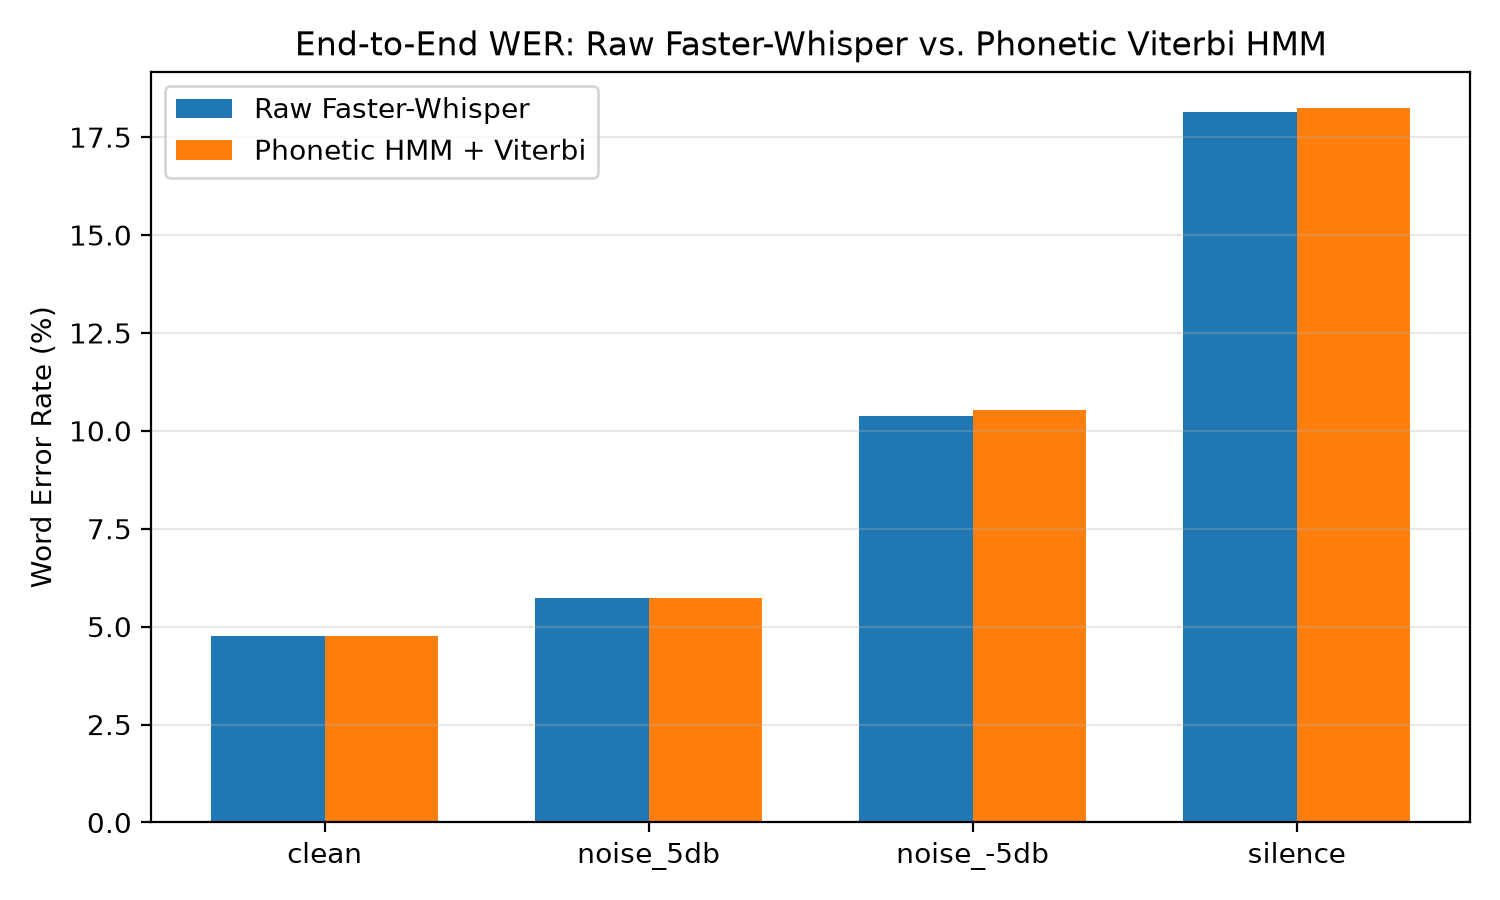 End-to-End WER: Raw Faster-Whisper vs. Phonetic Viterbi HMM
Raw Faster-Whisper
Phonetic HMM + Viterbi
Word Error Rate (%)
17.5
15.0
12.5
10.0
7.5
5.0
2.5
0.0
clean noise_5db noise_-5db silence